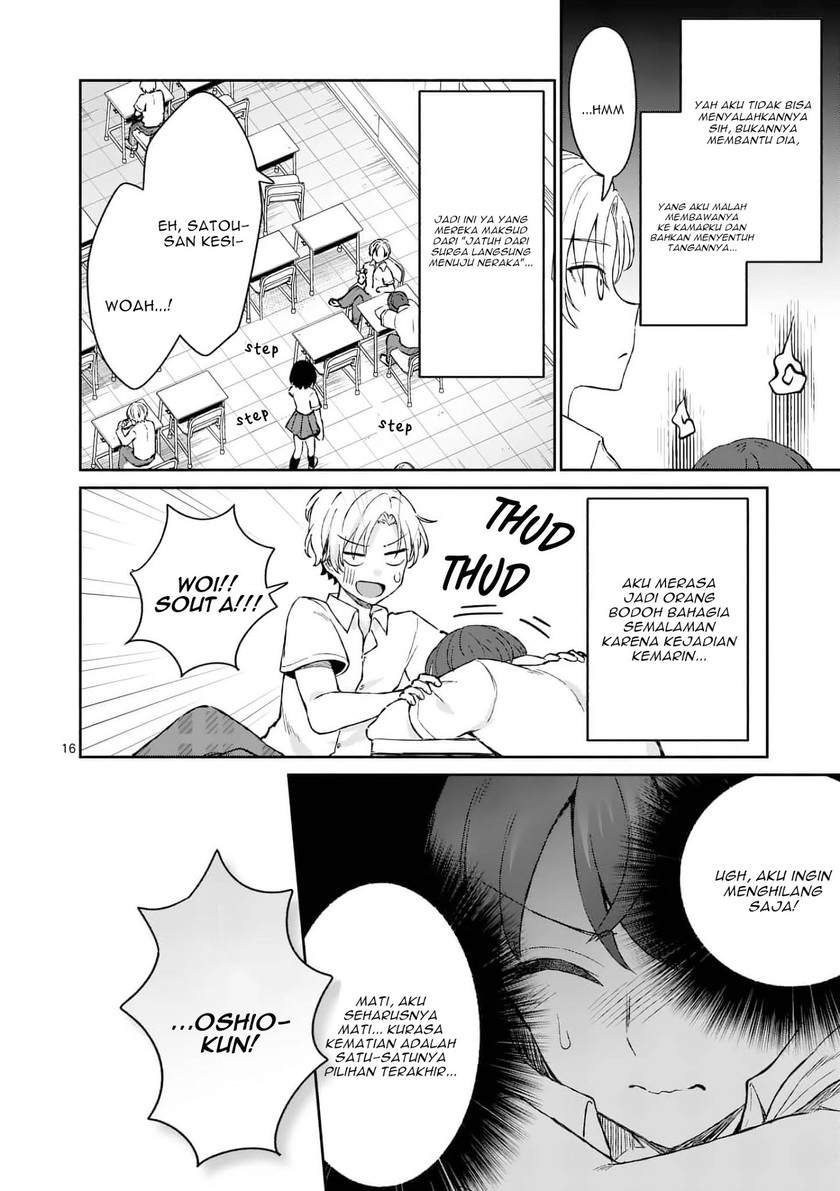 YAH AKU TIDAK BISA
MENYALAHKANNYA
SIH, BUKANNYA
MEMBANTU DIA,
YANG AKU MALAH
MEMBAWANYA
KE KAMARKU DAN
BAHKAN MENYENTUH
TANGANNYA...
...HMM
JADI INI YA YANG
MEREKA MAKSUD
DARI "JATUH DARI
SURGA LANGSUNG
MENUJU NERAKA"...
EH, SATOU-
SAN KESI-
WOAH...!
step
step
step
AKU MERASA
JADI ORANG
BODOH BAHAGIA
SEMALAMAN
KARENA KEJADIAN
KEMARIN...
THUD
THUD
WOI!!
SOUTA!!!
16
UGH, AKU INGIN
MENGHILANG
SAJA!
MATI, AKU
SEHARUSNYA
MATI... KURASA
KEMATIAN ADALAH
SATU-SATUNYA
PILIHAN TERAKHIR...
...OSHIO-
KUN!